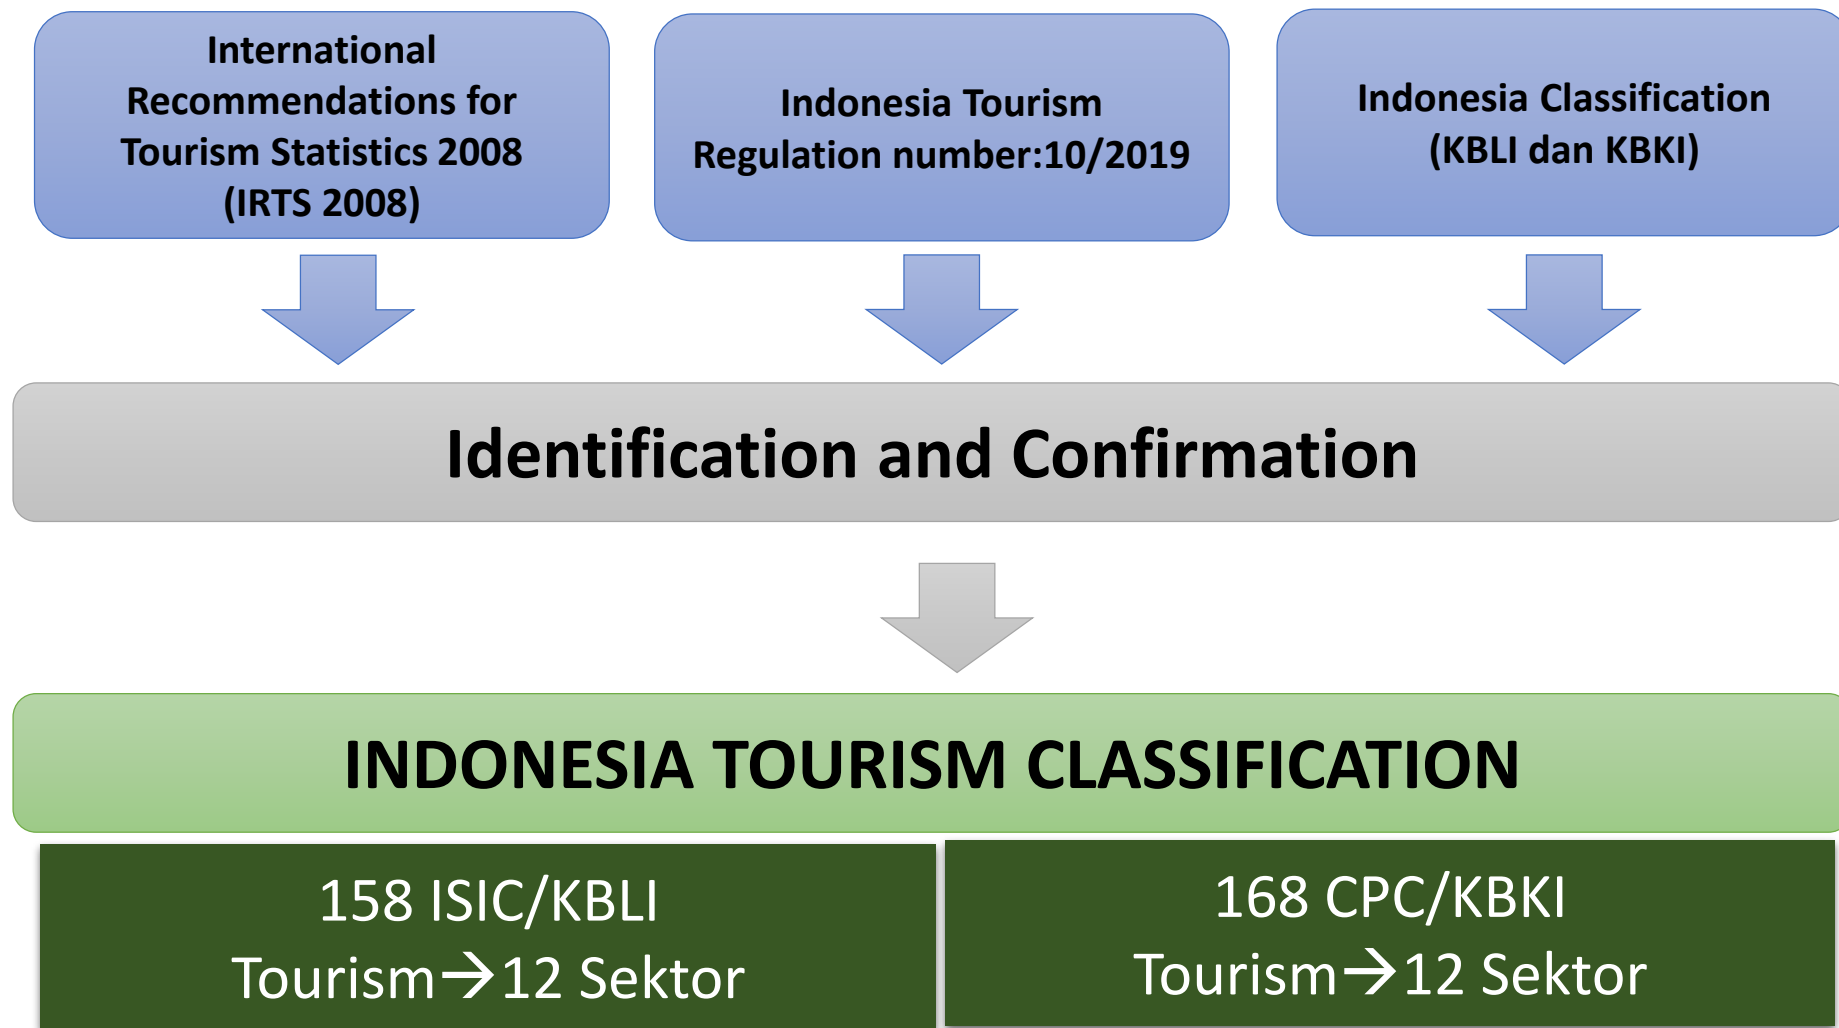 International
Recommendations for
Tourism Statistics 2008
(IRTS 2008)
Indonesia Tourism
Regulation number:10/2019
Indonesia Classification
(KBLI dan KBKI)
Identification and Confirmation
INDONESIA TOURISM CLASSIFICATION
158 ISIC/KBLI
Tourism→12 Sektor
168 CPC/KBKI
Tourism→12 Sektor